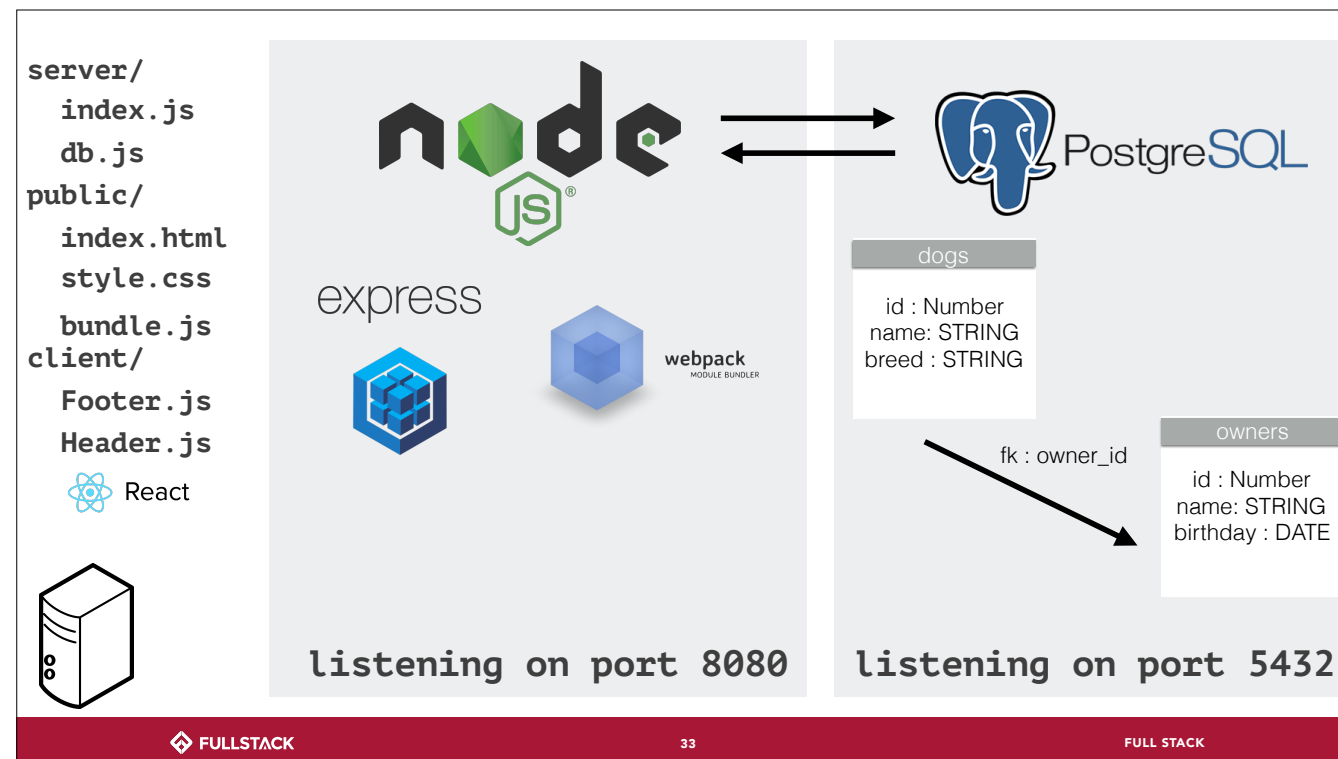 server/
index.js
db.js
public/
index.html
style.css
bundle.js
client/
Footer.js
Header.js
React
node
JS®
express
webpack
MODULE BUNDLER
listening on port 8080
PostgreSQL
dogs
id : Number
name: STRING
breed : STRING
fk : owner_id
owners
id : Number
name: STRING
birthday : DATE
listening on port 5432
FULLSTACK
33
FULL STACK